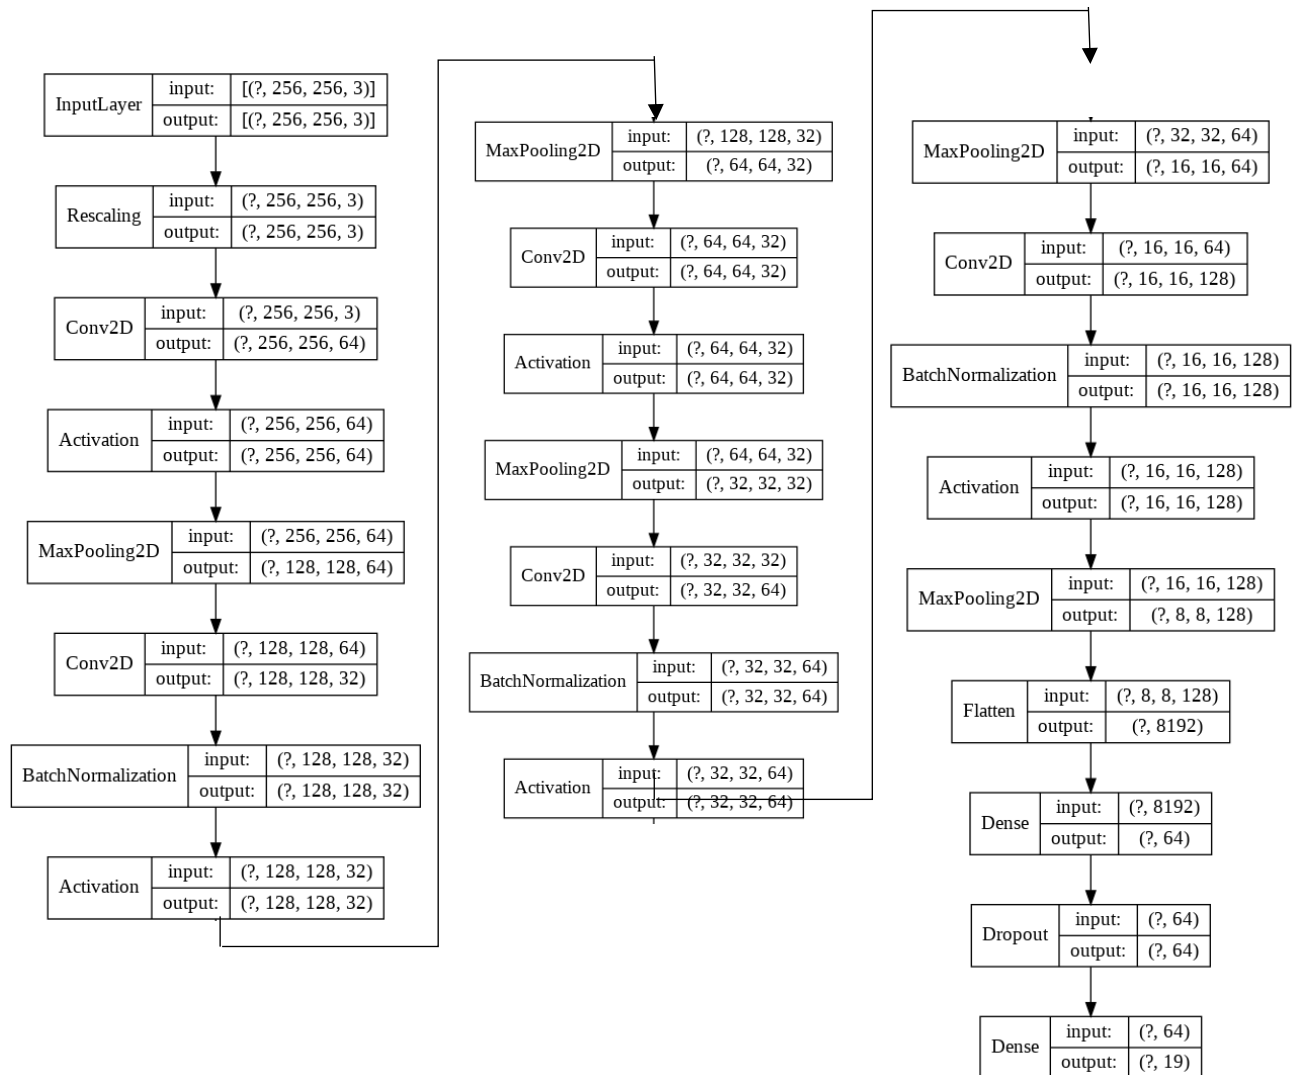 InputLayer input: [(?, 256, 256, 3)]
output: [(?, 256, 256, 3)]
Rescaling input: (?, 256, 256, 3)
output: (?, 256, 256, 3)
Conv2D input: (?, 256, 256, 3)
output: (?, 256, 256, 64)
Activation input: (?, 256, 256, 64)
output: (?, 256, 256, 64)
MaxPooling2D input: (?, 256, 256, 64)
output: (?, 128, 128, 64)
Conv2D input: (?, 128, 128, 64)
output: (?, 128, 128, 32)
BatchNormalization input: (?, 128, 128, 32)
output: (?, 128, 128, 32)
Activation input: (?, 128, 128, 32)
output: (?, 128, 128, 32)
MaxPooling2D input: (?, 128, 128, 32)
output: (?, 64, 64, 32)
Conv2D input: (?, 64, 64, 32)
output: (?, 64, 64, 32)
Activation input: (?, 64, 64, 32)
output: (?, 64, 64, 32)
MaxPooling2D input: (?, 64, 64, 32)
output: (?, 32, 32, 32)
Conv2D input: (?, 32, 32, 32)
output: (?, 32, 32, 64)
BatchNormalization input: (?, 32, 32, 64)
output: (?, 32, 32, 64)
Activation input: (?, 32, 32, 64)
output: (?, 32, 32, 64)
MaxPooling2D input: (?, 32, 32, 64)
output: (?, 16, 16, 64)
Conv2D input: (?, 16, 16, 64)
output: (?, 16, 16, 128)
BatchNormalization input: (?, 16, 16, 128)
output: (?, 16, 16, 128)
Activation input: (?, 16, 16, 128)
output: (?, 16, 16, 128)
MaxPooling2D input: (?, 16, 16, 128)
output: (?, 8, 8, 128)
Flatten input: (?, 8, 8, 128)
output: (?, 8192)
Dense input: (?, 8192)
output: (?, 64)
Dropout input: (?, 64)
output: (?, 64)
Dense input: (?, 64)
output: (?, 19)